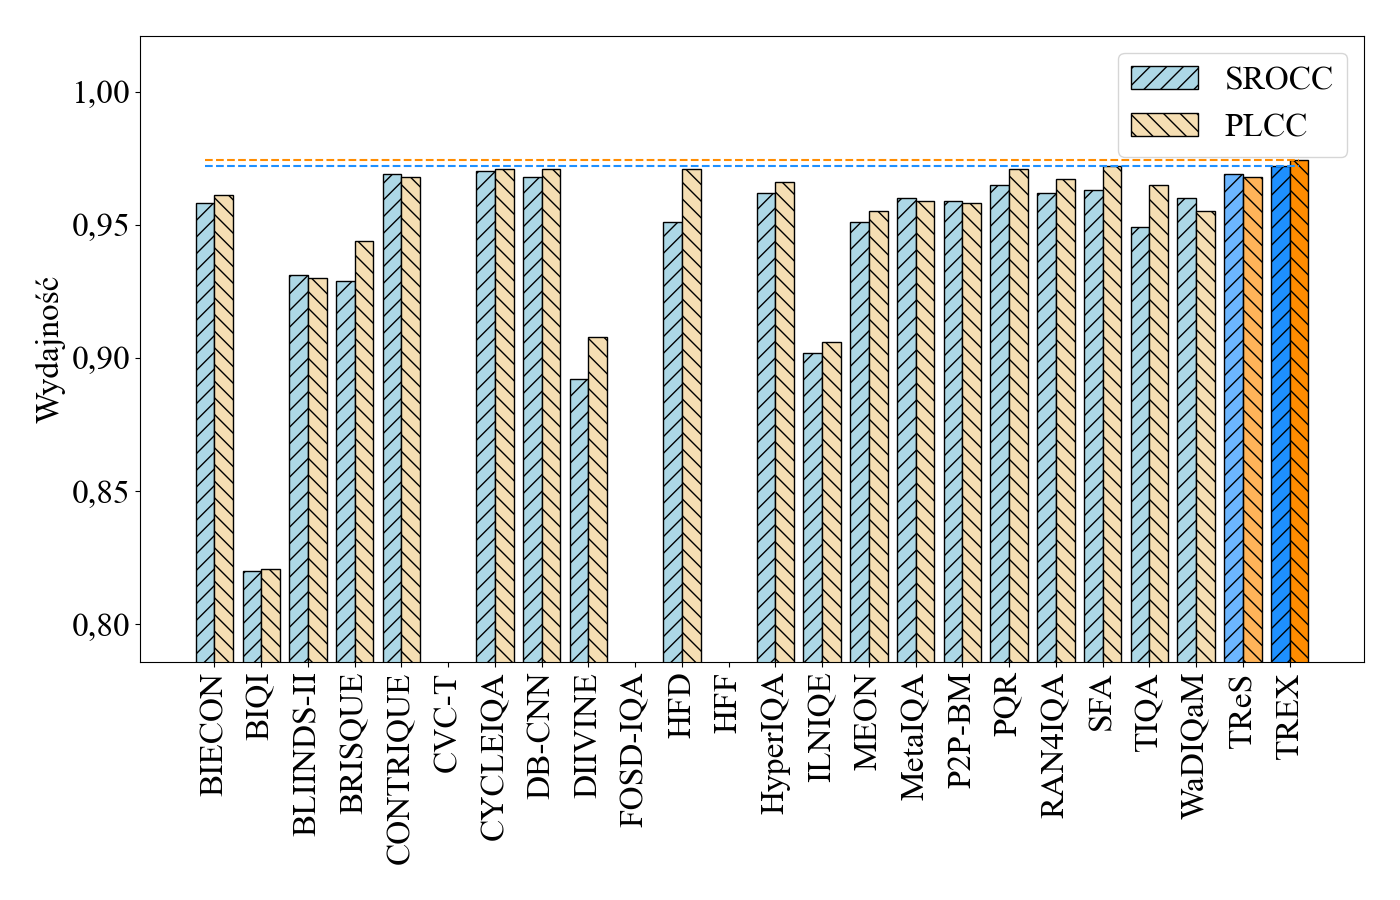 1,00
0,95
0,90
0,85
0,80
Wydajność
SROCC
PLCC
BIECON
BIQI
BLIINDS-II
BRISQUE
CONTRIQUE
CVC-T
CYCLEIQA
DB-CNN
DIIVINE
FOSD-IQA
HFD
HFF
HyperIQA
ILNIQE
MEON
MetaIQA
P2P-BM
PQR
RAN4IQA
SFA
TIQA
WaDIQaM
TReS
TREX